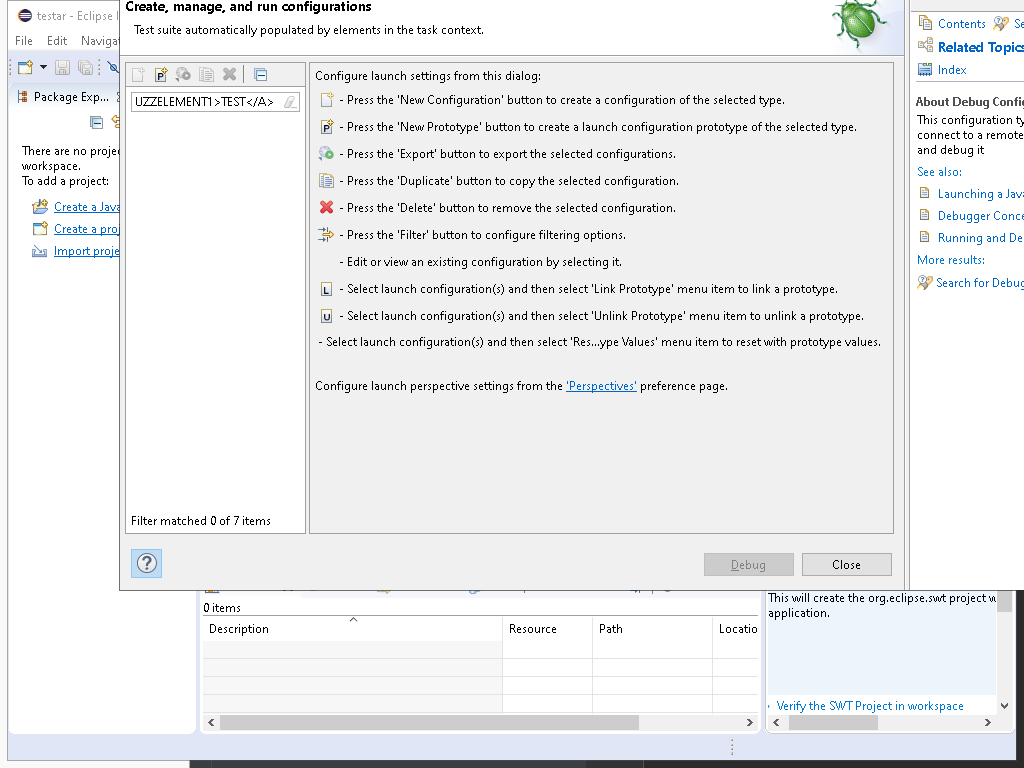 testar - Eclipse I
File Edit Navigat
Package Exp...
There are no proje
workspace.
To add a project:
Create a Java
Create a proj
Import proje
Create, manage, and run configurations
Test suite automatically populated by elements in the task context.
UZZELEMENT1>TEST</A>
Filter matched 0 of 7 items
Configure launch settings from this dialog:
- Press the 'New Configuration' button to create a configuration of the selected type.
- Press the 'New Prototype' button to create a launch configuration prototype of the selected type.
- Press the 'Export' button to export the selected configurations.
- Press the 'Duplicate' button to copy the selected configuration.
- Press the 'Delete' button to remove the selected configuration.
- Press the 'Filter' button to configure filtering options.
- Edit or view an existing configuration by selecting it.
- Select launch configuration(s) and then select 'Link Prototype' menu item to link a prototype.
- Select launch configuration(s) and then select 'Unlink Prototype' menu item to unlink a prototype.
- Select launch configuration(s) and then select 'Res...ype Values' menu item to reset with prototype values.
Configure launch perspective settings from the 'Perspectives' preference page.
Debug
Close
Contents Se
Related Topics
Index
About Debug Config
This configuration ty
connect to a remote
and debug it
See also:
Launching a Java
Debugger Conce
Running and De
More results:
Search for Debug
0 items
Description Resource Path Locatio
This will create the org.eclipse.swt project w
application.
Verify the SWT Project in workspace